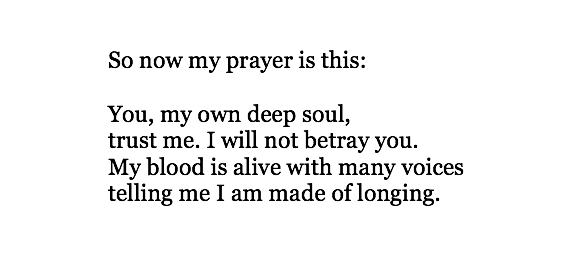 So now my prayer is this:
You, my own deep soul,
trust me. I will not betray you.
My blood is alive with many voices
telling me I am made of longing.